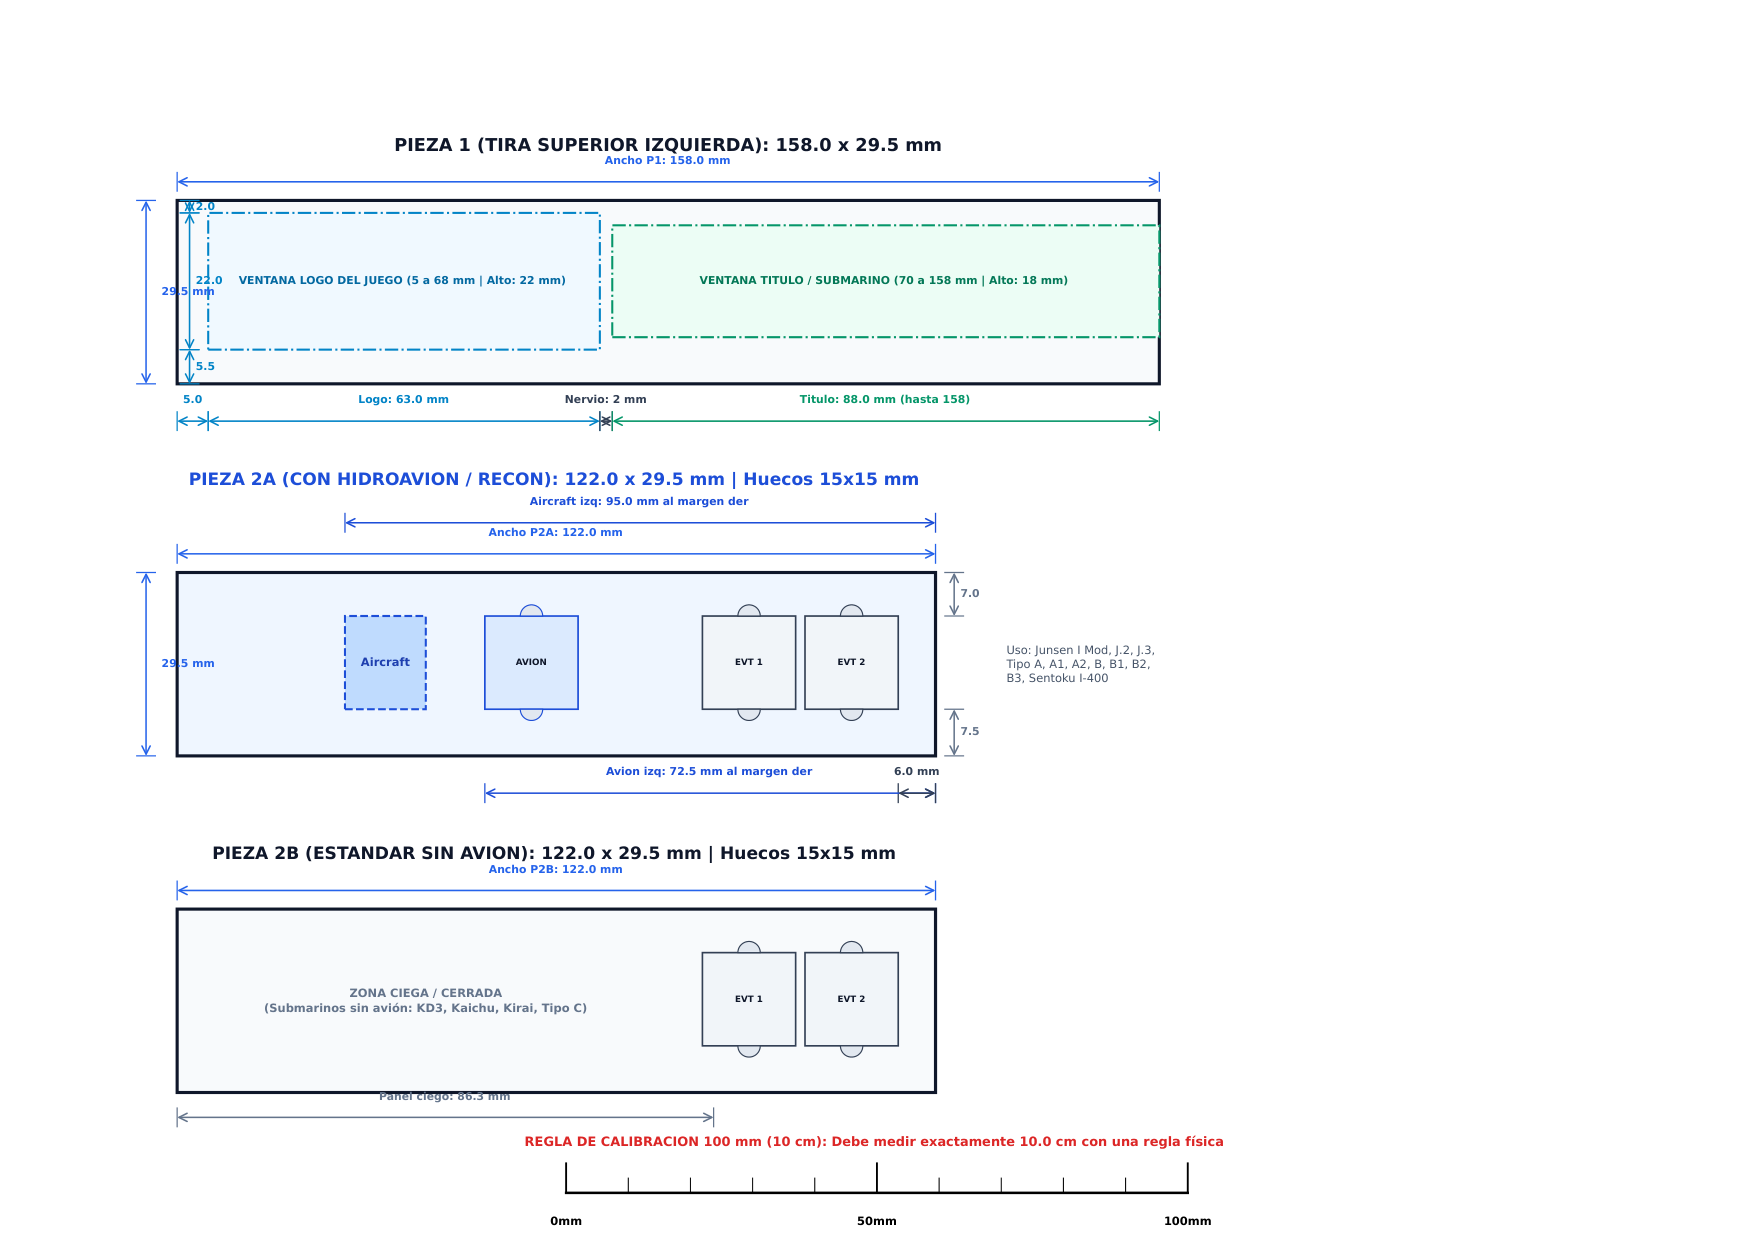 PIEZA 1 (TIRA SUPERIOR IZQUIERDA): 158.0 x 29.5 mm
Ancho P1: 158.0 mm
2.0
22.0
29.5 mm
VENTANA LOGO DEL JUEGO (5 a 68 mm | Alto: 22 mm)
VENTANA TITULO / SUBMARINO (70 a 158 mm | Alto: 18 mm)
5.5
5.0
Logo: 63.0 mm
Nervio: 2 mm
Titulo: 88.0 mm (hasta 158)
PIEZA 2A (CON HIDROAVION / RECON): 122.0 x 29.5 mm | Huecos 15x15 mm
Aircraft izq: 95.0 mm al margen der
Ancho P2A: 122.0 mm
7.0
29.5 mm
Aircraft
AVION
EVT 1
EVT 2
Uso: Junsen I Mod, J.2, J.3,
Tipo A, A1, A2, B, B1, B2,
B3, Sentoku I-400
7.5
Avion izq: 72.5 mm al margen der
6.0 mm
PIEZA 2B (ESTANDAR SIN AVION): 122.0 x 29.5 mm | Huecos 15x15 mm
Ancho P2B: 122.0 mm
ZONA CIEGA / CERRADA
(Submarinos sin avión: KD3, Kaichu, Kirai, Tipo C)
EVT 1
EVT 2
Panel ciego: 86.3 mm
REGLA DE CALIBRACION 100 mm (10 cm): Debe medir exactamente 10.0 cm con una regla física
0mm
50mm
100mm